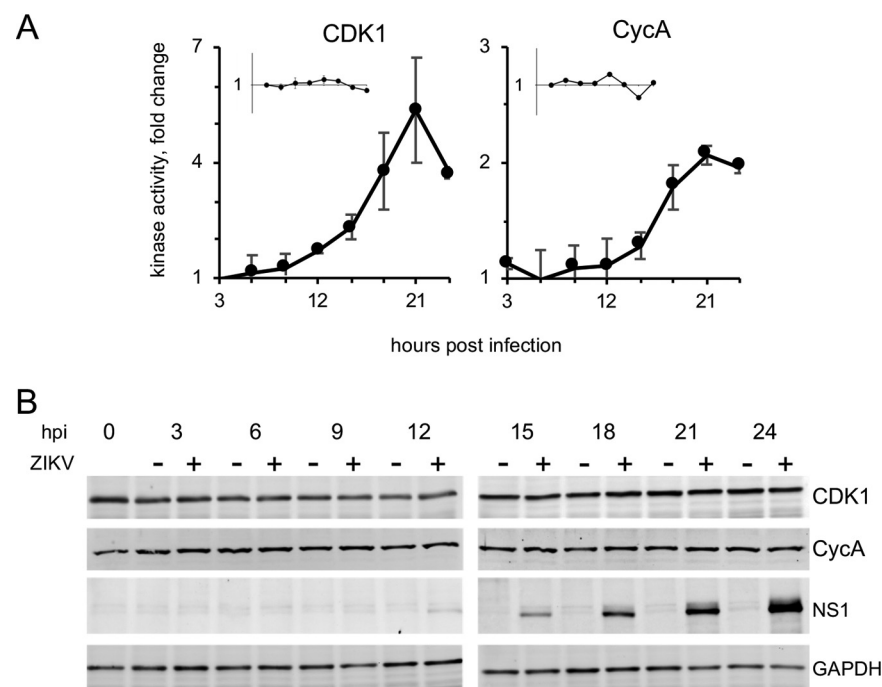 A
CDK1
CycA
7
4
1
1
3
12
21
kinase activity, fold change
3
2
1
1
3
12
21
hours post infection
B
hpi 0 3 6 9 12 15 18 21 24
ZIKV - + - + - + - + - + - + - + - +
CDK1
CycA
NS1
GAPDH